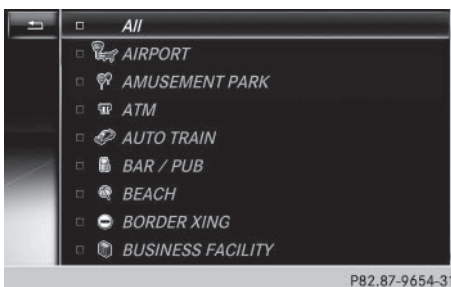 All
AIRPORT
AMUSEMENT PARK
ATM
AUTO TRAIN
BAR / PUB
BEACH
BORDER XING
BUSINESS FACILITY
P82.87-9654-31